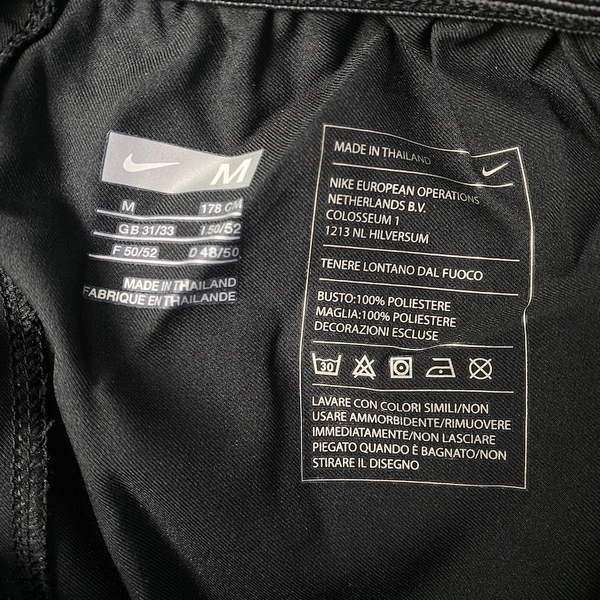 M
M 178 CM
GB 31/33 I 50/52
F 50/52 D 48/50
MADE IN THAILAND
FABRIQUE EN THAILANDE
MADE IN THAILAND
NIKE EUROPEAN OPERATIONS
NETHERLANDS B.V.
COLOSSEUM 1
1213 NL HILVERSUM
TENERE LONTANO DAL FUOCO
BUSTO:100% POLIESTERE
MAGLIA:100% POLIESTERE
DECORAZIONI ESCLUSE
30
LAVARE CON COLORI SIMILI/NON
USARE AMMORBIDENTE/RIMUOVERE
IMMEDIATAMENTE/NON LASCIARE
PIEGATO QUANDO È BAGNATO/NON
STIRARE IL DISEGNO